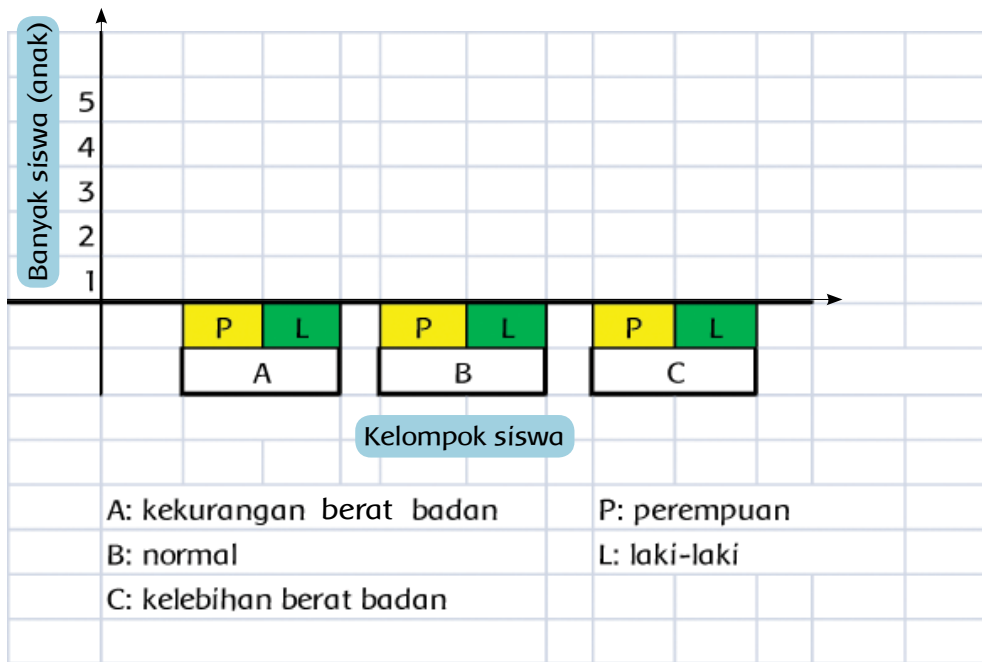 Banyak siswa (anak)
5
4
3
2
1
P L P L P L
A B C
Kelompok siswa
A: kekurangan berat badan P: perempuan
B: normal L: laki-laki
C: kelebihan berat badan